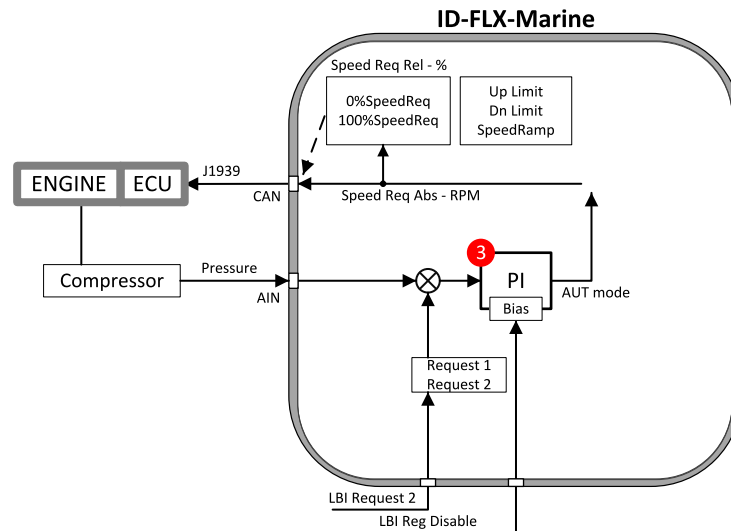 ID-FLX-Marine
Speed Req Rel - %
0%SpeedReq
100%SpeedReq
Up Limit
Dn Limit
SpeedRamp
ENGINE
ECU
J1939
CAN
Speed Req Abs - RPM
Compressor
Pressure
AIN
3
PI
Bias
AUT mode
Request 1
Request 2
LBI Request 2
LBI Reg Disable